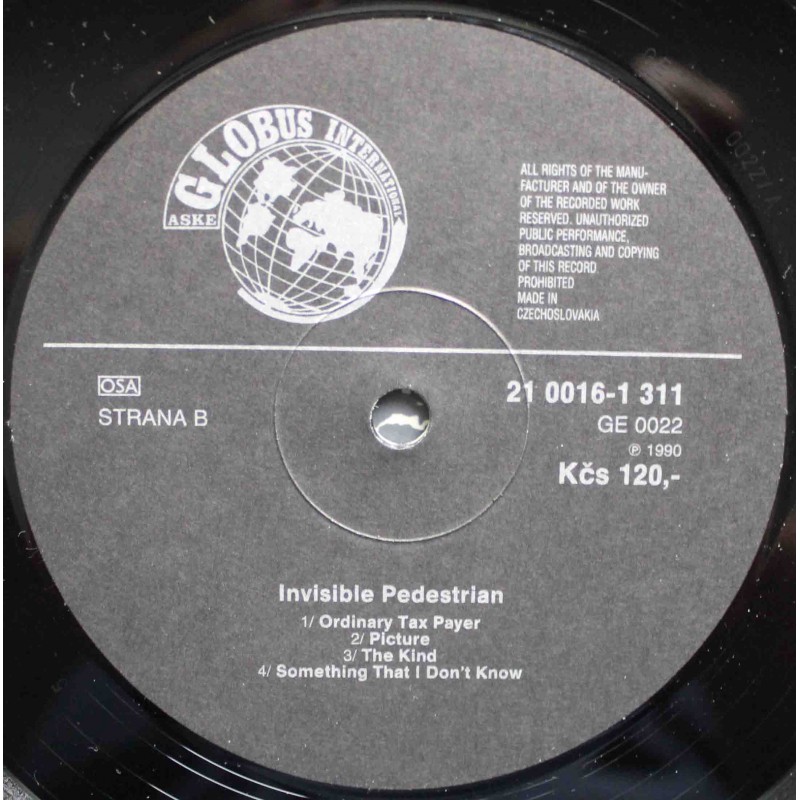 GLOBUS INTERNATIONAL
ASKE
ALL RIGHTS OF THE MANU-
FACTURER AND OF THE OWNER
OF THE RECORDED WORK
RESERVED. UNAUTHORIZED
PUBLIC PERFORMANCE,
BROADCASTING AND COPYING
OF THIS RECORD
PROHIBITED
MADE IN
CZECHOSLOVAKIA
OSA
STRANA B
21 0016-1 311
GE 0022
℗ 1990
Kčs 120,-
Invisible Pedestrian
1/ Ordinary Tax Payer
2/ Picture
3/ The Kind
4/ Something That I Don't Know